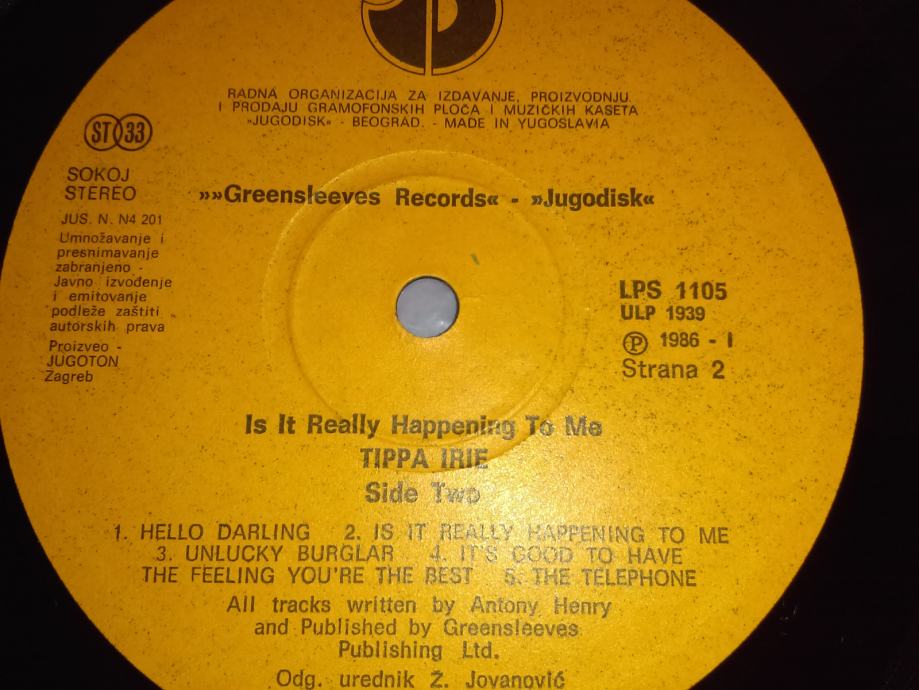 RADNA ORGANIZACIJA ZA IZDAVANJE, PROIZVODNJU
I PRODAJU GRAMOFONSKIH PLOČA I MUZIČKIH KASETA
»JUGODISK« - BEOGRAD. - MADE IN YUGOSLAVIA
ST 33
SOKOJ
STEREO
JUS. N. N4 201
Umnožavanje i
presnimavanje
zabranjeno -
Javno izvođenje
i emitovanje
podleže zaštiti
autorskih prava
Proizveo -
JUGOTON
Zagreb
»»Greensleeves Records« - »Jugodisk«
LPS 1105
ULP 1939
Ⓟ 1986 - I
Strana 2
Is It Really Happening To Me
TIPPA IRIE
Side Two
1. HELLO DARLING 2. IS IT REALLY HAPPENING TO ME
3. UNLUCKY BURGLAR 4. IT'S GOOD TO HAVE
THE FEELING YOU'RE THE BEST 5. THE TELEPHONE
All tracks written by Antony Henry
and Published by Greensleeves
Publishing Ltd.
Odg. urednik Ž. Jovanović